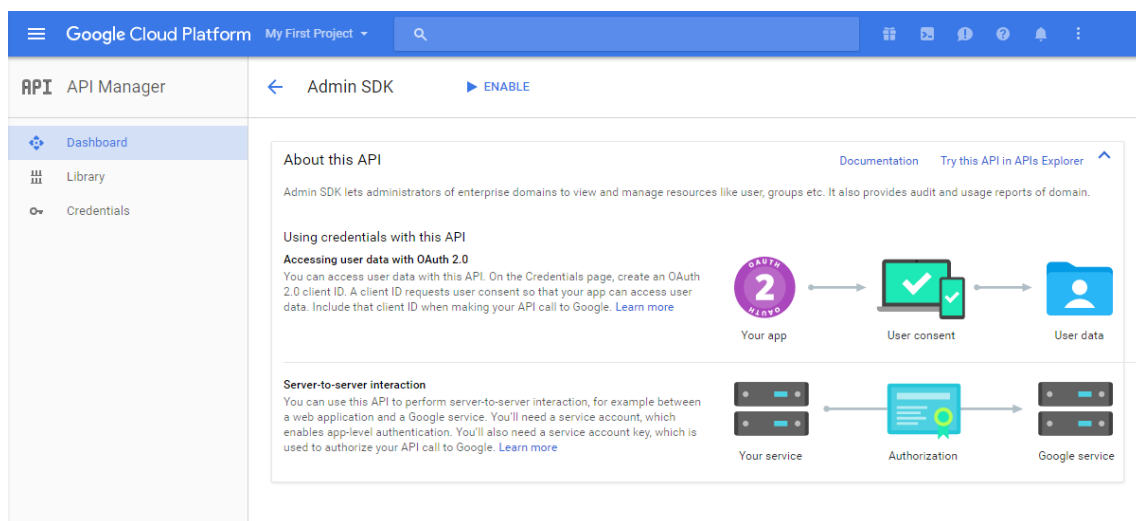 Google Cloud Platform My First Project
API API Manager
Admin SDK ENABLE
Dashboard
Library
Credentials
About this API
Documentation Try this API in APIs Explorer
Admin SDK lets administrators of enterprise domains to view and manage resources like user, groups etc. It also provides audit and usage reports of domain.
Using credentials with this API
Accessing user data with OAuth 2.0
You can access user data with this API. On the Credentials page, create an OAuth
2.0 client ID. A client ID requests user consent so that your app can access user
data. Include that client ID when making your API call to Google. Learn more
OAUTH
2
OAUTH
Your app
User consent
User data
Server-to-server interaction
You can use this API to perform server-to-server interaction, for example between
a web application and a Google service. You'll need a service account, which
enables app-level authentication. You'll also need a service account key, which is
used to authorize your API call to Google. Learn more
Your service
Authorization
Google service